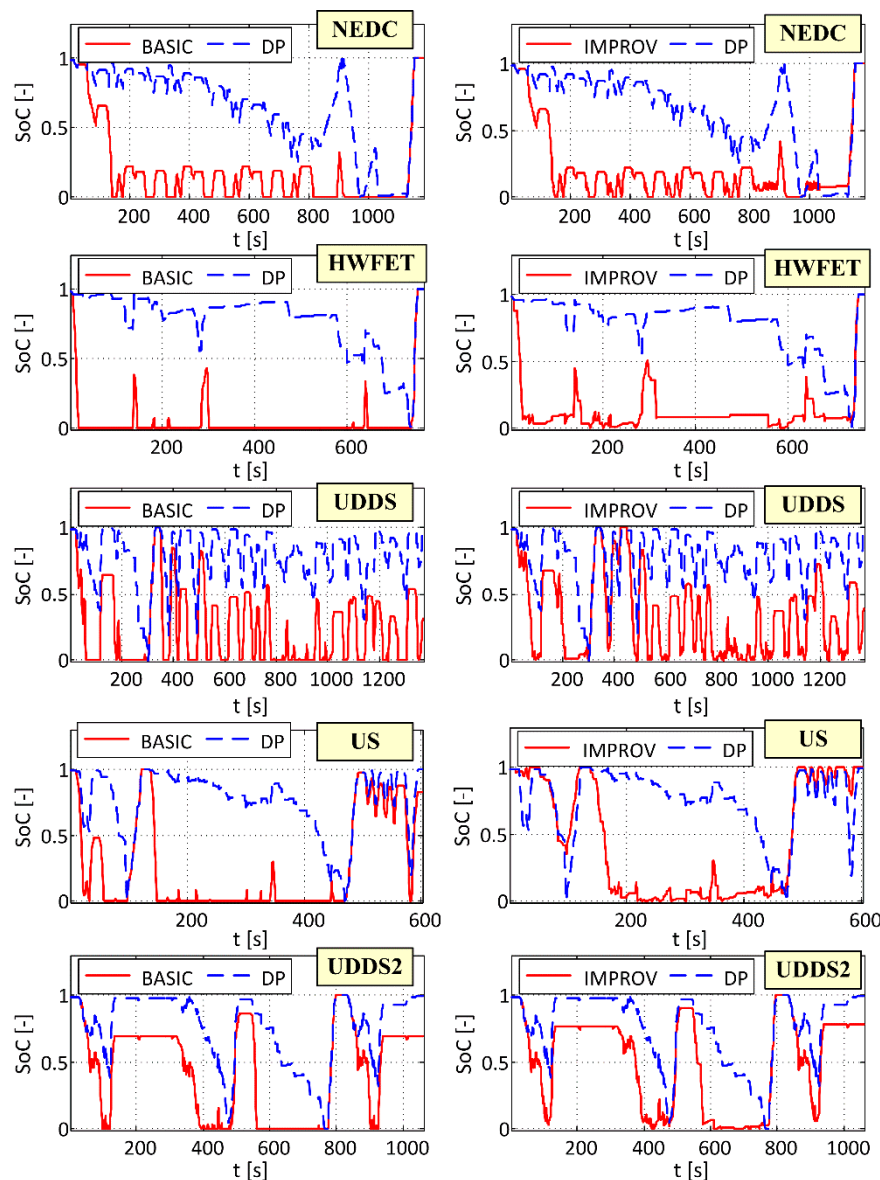 BASIC DP NEDC
SoC [-]
1
0.5
0
200 400 600 800 1000
t [s]
IMPROV DP NEDC
SoC [-]
1
0.5
0
200 400 600 800 1000
t [s]
BASIC DP HWFET
SoC [-]
1
0.5
0
200 400 600
t [s]
IMPROV DP HWFET
SoC [-]
1
0.5
0
200 400 600
t [s]
BASIC DP UDDS
SoC [-]
1
0.5
0
200 400 600 800 1000 1200
t [s]
IMPROV DP UDDS
SoC [-]
1
0.5
0
200 400 600 800 1000 1200
t [s]
BASIC DP US
SoC [-]
1
0.5
0
200 400 600
t [s]
IMPROV DP US
SoC [-]
1
0.5
0
200 400 600
t [s]
BASIC DP UDDS2
SoC [-]
1
0.5
0
200 400 600 800 1000
t [s]
IMPROV DP UDDS2
SoC [-]
1
0.5
0
200 400 600 800 1000
t [s]